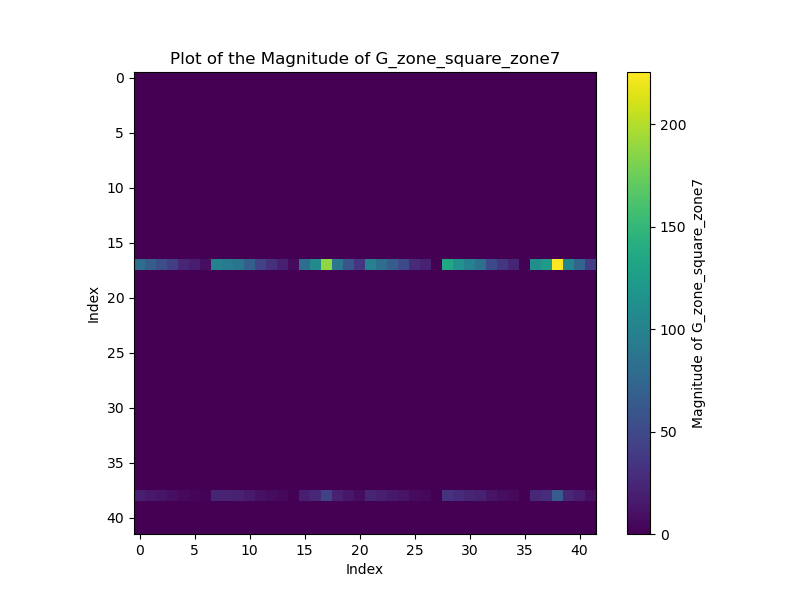 Plot of the Magnitude of G_zone_square_zone7
0
5
10
15
20
25
30
35
40
Index
0 5 10 15 20 25 30 35 40
Index
200
150
100
50
0
Magnitude of G_zone_square_zone7